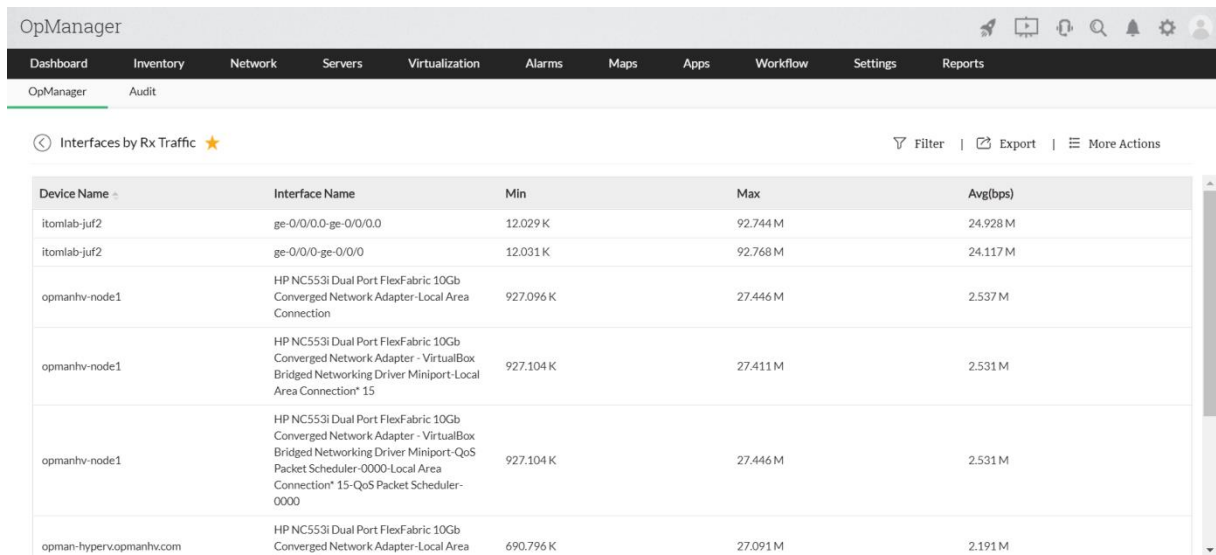 OpManager
Dashboard Inventory Network Servers Virtualization Alarms Maps Apps Workflow Settings Reports
OpManager Audit
Interfaces by Rx Traffic Filter | Export | More Actions
Device Name Interface Name Min Max Avg(bps)
itomlab-juf2 ge-0/0/0.0-ge-0/0/0.0 12.029 K 92.744 M 24.928 M
itomlab-juf2 ge-0/0/0-ge-0/0/0 12.031 K 92.768 M 24.117 M
HP NC553i Dual Port FlexFabric 10Gb
opmanhv-node1 Converged Network Adapter-Local Area 927.096 K 27.446 M 2.537 M
Connection
HP NC553i Dual Port FlexFabric 10Gb
Converged Network Adapter - VirtualBox
opmanhv-node1 Bridged Networking Driver Miniport-Local 927.104 K 27.411 M 2.531 M
Area Connection* 15
HP NC553i Dual Port FlexFabric 10Gb
Converged Network Adapter - VirtualBox
Bridged Networking Driver Miniport-QoS
opmanhv-node1 Packet Scheduler-0000-Local Area 927.104 K 27.446 M 2.531 M
Connection* 15-QoS Packet Scheduler-
0000
HP NC553i Dual Port FlexFabric 10Gb
opman-hyperv.opmanhv.com Converged Network Adapter-Local Area 690.796 K 27.091 M 2.191 M